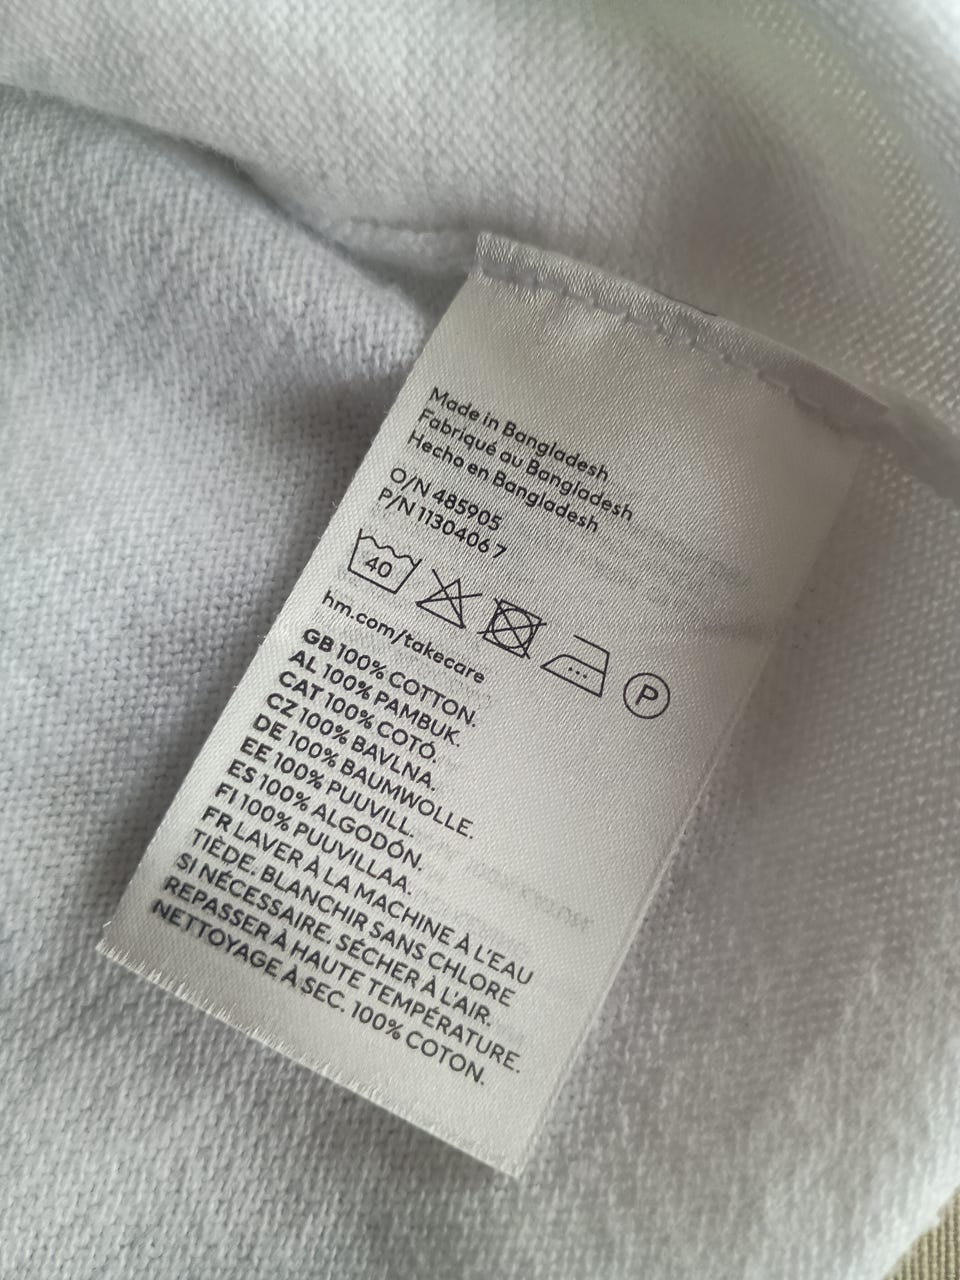 Made in Bangladesh
Fabriqué au Bangladesh
Hecho en Bangladesh
O/N 485905
P/N 1130406 7
40
P
hm.com/takecare
GB 100% COTTON.
AL 100% PAMBUK.
CAT 100% COTÓ.
CZ 100% BAVLNA.
DE 100% BAUMWOLLE.
EE 100% PUUVILL.
ES 100% ALGODÓN.
FI 100% PUUVILLAA.
FR LAVER À LA MACHINE À L'EAU
TIÈDE. BLANCHIR SANS CHLORE
SI NÉCESSAIRE. SÉCHER À L'AIR.
REPASSER À HAUTE TEMPÉRATURE.
NETTOYAGE À SEC. 100% COTON.